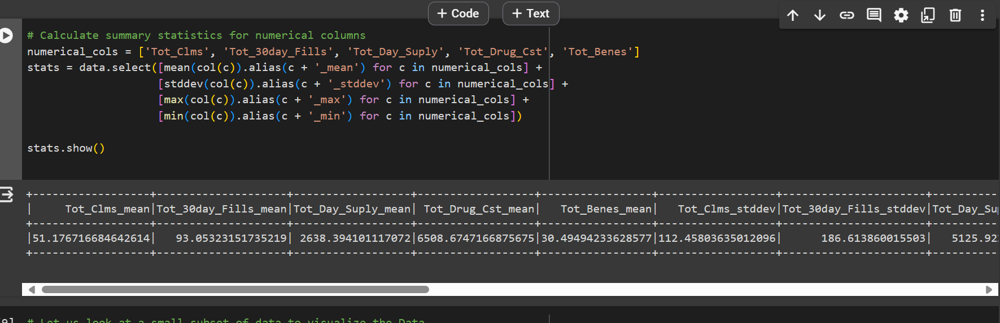 + Code + Text
# Calculate summary statistics for numerical columns
numerical_cols = ['Tot_Clms', 'Tot_30day_Fills', 'Tot_Day_Suply', 'Tot_Drug_Cst', 'Tot_Benes']
stats = data.select([mean(col(c)).alias(c + '_mean') for c in numerical_cols] +
                    [stddev(col(c)).alias(c + '_stddev') for c in numerical_cols] +
                    [max(col(c)).alias(c + '_max') for c in numerical_cols] +
                    [min(col(c)).alias(c + '_min') for c in numerical_cols])
stats.show()
+------------------+--------------------+------------------+------------------+-----------------+------------------+----------------------+----------
|     Tot_Clms_mean|Tot_30day_Fills_mean|Tot_Day_Suply_mean| Tot_Drug_Cst_mean|  Tot_Benes_mean|   Tot_Clms_stddev|Tot_30day_Fills_stddev|Tot_Day_Su
+------------------+--------------------+------------------+------------------+-----------------+------------------+----------------------+----------
|51.176716684642614|   93.05323151735219| 2638.394101117072|6508.6747166875675|30.49494233628577|112.45803635012096|      186.613860015503|   5125.92
+------------------+--------------------+------------------+------------------+-----------------+------------------+----------------------+----------
[9] # Let us look at a small subset of data to visualize the Data